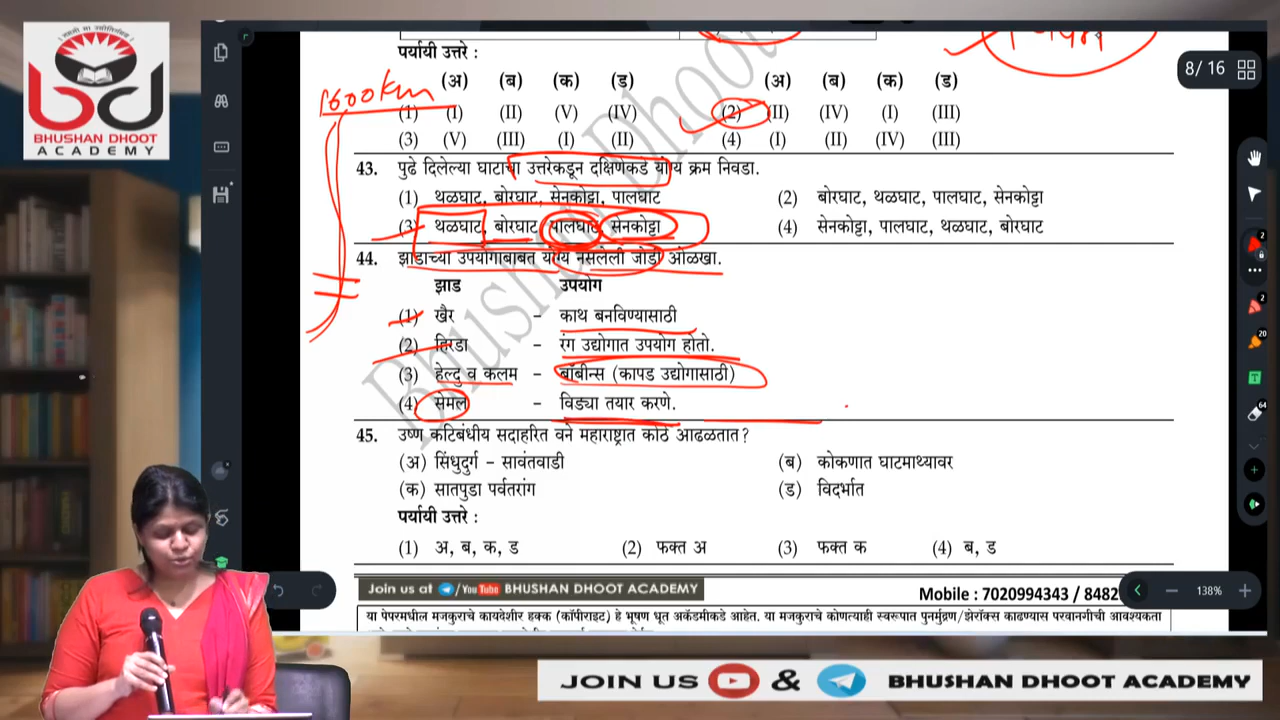 BHUSHAN DHOOT
ACADEMY
1600 km
8 / 16
पर्यायी उत्तरे :
(अ) (ब) (क) (ड) (अ) (ब) (क) (ड)
(1) (I) (II) (V) (IV) (2) (II) (IV) (I) (III)
(3) (V) (III) (I) (II) (4) (I) (II) (IV) (III)
43. पुढे दिलेल्या घाटाचा उत्तरेकडून दक्षिणकडे योग्य क्रम निवडा.
(1) थळघाट, बोरघाट, सेनकोट्टा, पालघाट (2) बोरघाट, थळघाट, पालघाट, सेनकोट्टा
(3) थळघाट, बोरघाट, पालघाट, सेनकोट्टा (4) सेनकोट्टा, पालघाट, थळघाट, बोरघाट
44. झाडाच्या उपयोगाबाबत योग्य नसलेली जोडी ओळखा.
झाड उपयोग
(1) खैर - काथ बनविण्यासाठी
(2) हिरडा - रंग उद्योगात उपयोग होतो.
(3) हेल्दु व कलम - बॉबीन्स (कापड उद्योगासाठी)
(4) सेमल - विड्या तयार करणे.
45. उष्ण कटिबंधीय सदाहरित वने महाराष्ट्रात कोठे आढळतात?
(अ) सिंधुदुर्ग - सावंतवाडी (ब) कोकणात घाटमाथ्यावर
(क) सातपुडा पर्वतरांग (ड) विदर्भात
पर्यायी उत्तरे :
(1) अ, ब, क, ड (2) फक्त अ (3) फक्त क (4) ब, ड
Join us at /You Tube BHUSHAN DHOOT ACADEMY
Mobile : 7020994343 / 8482
138%
या पेपरमधील मजकुराचे कायदेशीर हक्क (कॉपीराइट) हे भूषण धूत अकॅडमीकडे आहेत. या मजकुराचे कोणत्याही स्वरूपात पुनर्मुद्रण/झेरॉक्स काढण्यास परवानगीची आवश्यकता
JOIN US & BHUSHAN DHOOT ACADEMY